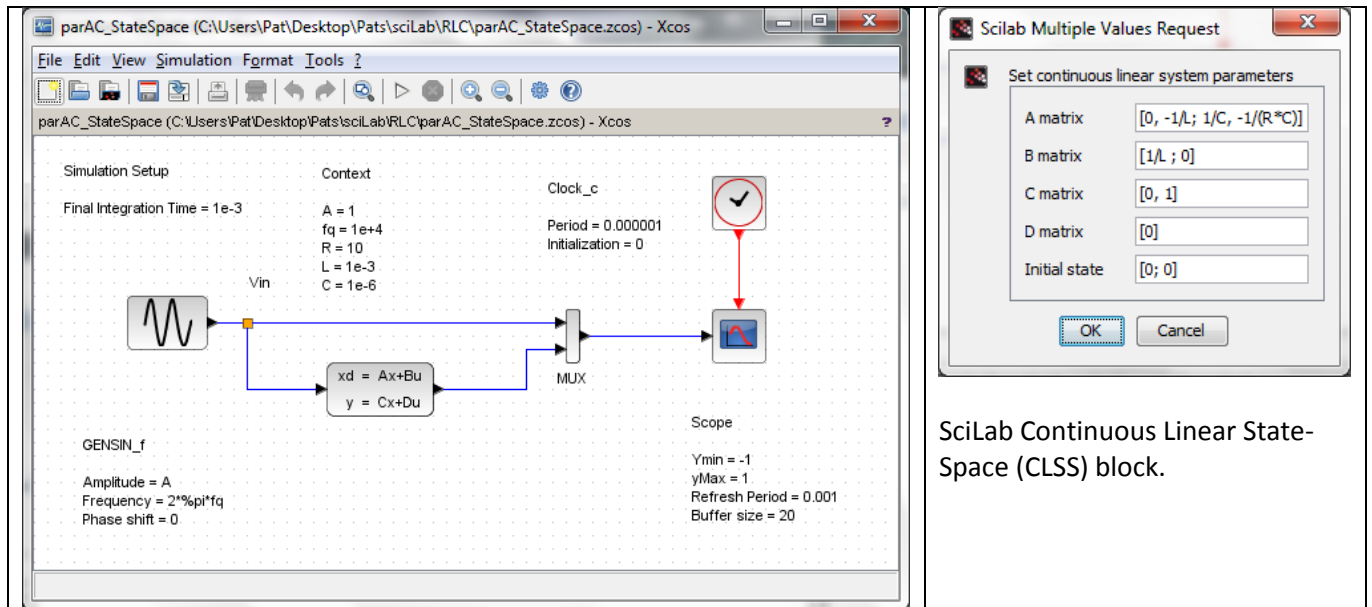 parAC_StateSpace (C:\Users\Pat\Desktop\Pats\sciLab\RLC\parAC_StateSpace.zcos) - Xcos
File Edit View Simulation Format Tools ?
parAC_StateSpace (C:\Users\Pat\Desktop\Pats\sciLab\RLC\parAC_StateSpace.zcos) - Xcos
?
Simulation Setup
Final Integration Time = 1e-3
Context
A = 1
fq = 1e+4
R = 10
L = 1e-3
C = 1e-6
Clock_c
Period = 0.000001
Initialization = 0
Vin
xd = Ax+Bu
y = Cx+Du
MUX
GENSIN_f
Amplitude = A
Frequency = 2*%pi*fq
Phase shift = 0
Scope
Ymin = -1
yMax = 1
Refresh Period = 0.001
Buffer size = 20
Scilab Multiple Values Request
Set continuous linear system parameters
A matrix [0, -1/L; 1/C, -1/(R*C)]
B matrix [1/L ; 0]
C matrix [0, 1]
D matrix [0]
Initial state [0; 0]
OK Cancel
SciLab Continuous Linear State-
Space (CLSS) block.